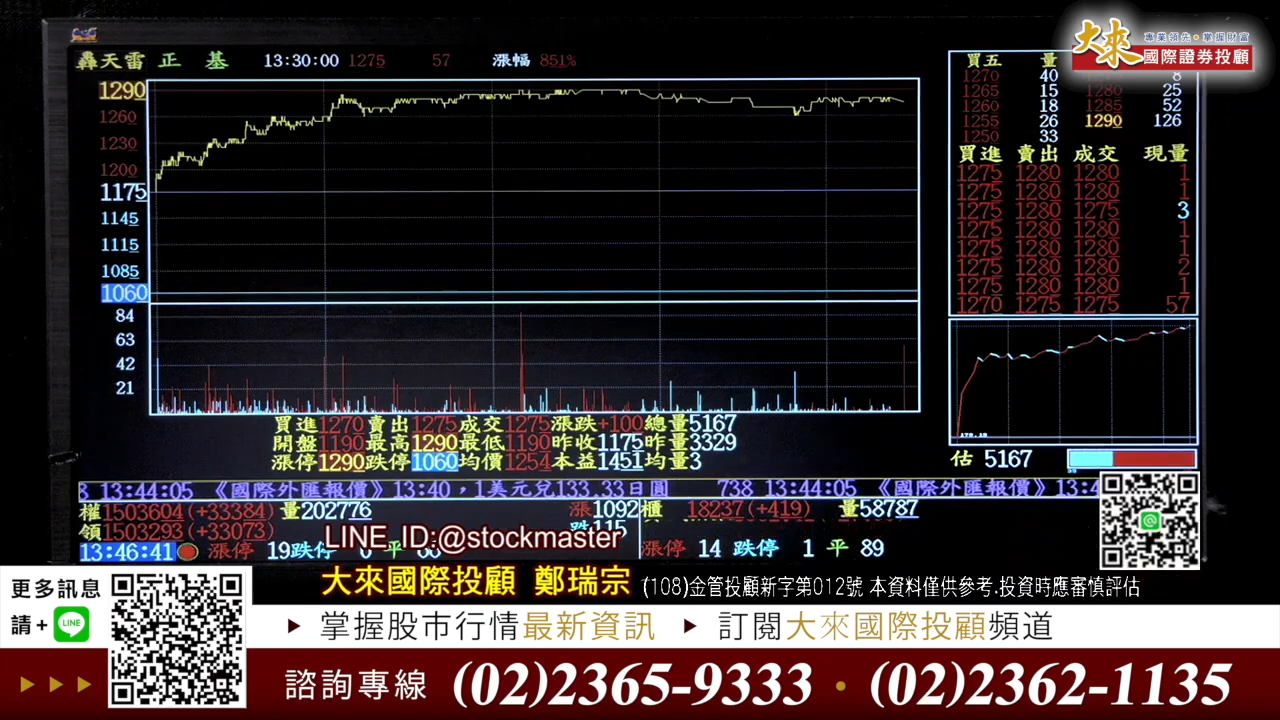 CSC
大來 專業領先•掌握財富
國際證券投顧
轟天雷 正 基 13:30:00 1275 57 漲幅 851%
1290
1260
1230
1200
1175
1145
1115
1085
1060
84
63
42
21
買五 量
1270 40 8
1265 15 1280 25
1260 18 1285 52
1255 26 1290 126
1250 33
買進 賣出 成交 現量
1275 1280 1280 1
1275 1280 1280 1
1275 1280 1275 3
1275 1280 1280 1
1275 1280 1280 1
1275 1280 1280 2
1275 1280 1280 1
1270 1275 1275 57
買進1270賣出1275成交1275漲跌+100總量5167
開盤1190最高1290最低1190昨收1175昨量3329
漲停1290跌停1060均價1254本益1451均量3
估 5167
8 13:44:05 《國際外匯報價》13:40，1美元兌133.33日圓 738 13:44:05 《國際外匯報價》13:4
權1503604(+33384)量202776 漲1092櫃 18237(+419) 量58787
領1503293(+33073) 跌115
13:46:41 漲停 19跌停 0 平 漲停 14 跌停 1 平 89
LINE ID:@stockmaster
大來國際投顧 鄭瑞宗 (108)金管投顧新字第012號 本資料僅供參考.投資時應審慎評估
更多訊息
請+ LINE
掌握股市行情最新資訊 訂閱大來國際投顧頻道
諮詢專線 (02)2365-9333 • (02)2362-1135